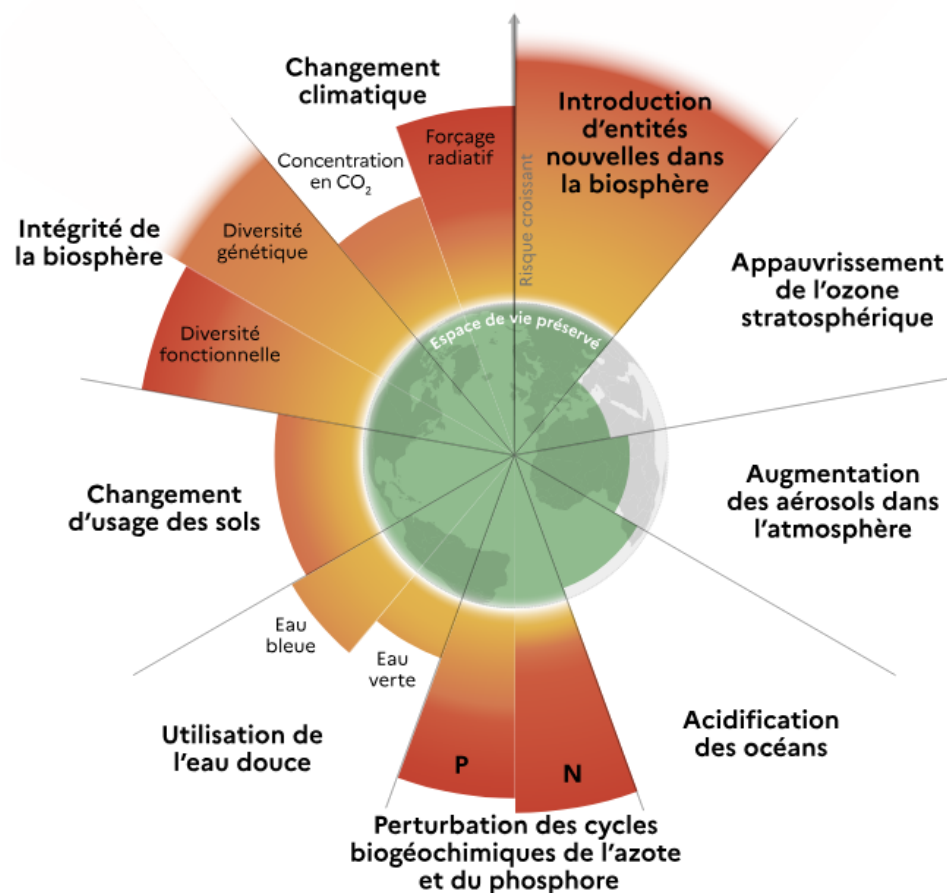 Changement
climatique
Forçage
radiatif
Concentration
en CO₂
Introduction
d'entités
nouvelles dans
la biosphère
Risque croissant
Intégrité de
la biosphère
Diversité
génétique
Diversité
fonctionnelle
Appauvrissement
de l'ozone
stratosphérique
Espace de vie préservé
Changement
d'usage des sols
Augmentation
des aérosols dans
l'atmosphère
Eau
bleue
Eau
verte
Utilisation de
l'eau douce
Acidification
des océans
P
N
Perturbation des cycles
biogéochimiques de l'azote
et du phosphore